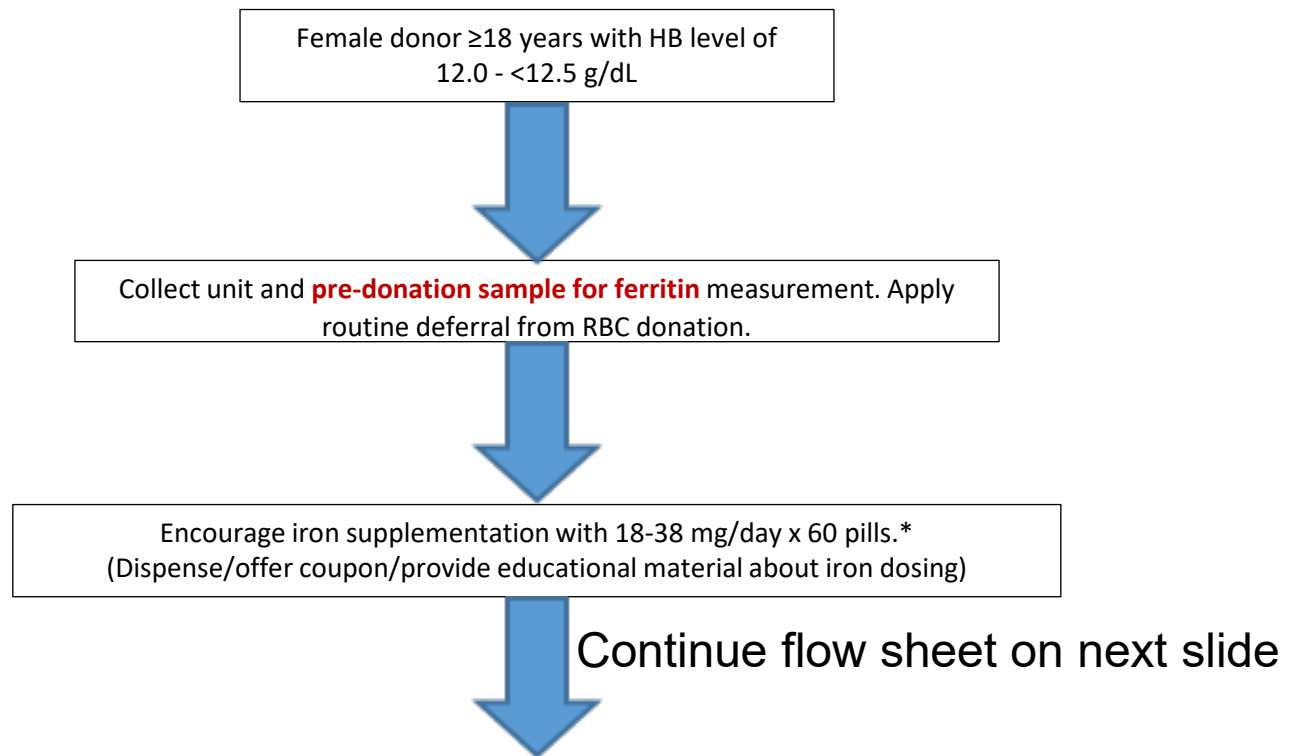 Female donor ≥18 years with HB level of
12.0 - <12.5 g/dL
Collect unit and pre-donation sample for ferritin measurement. Apply
routine deferral from RBC donation.
Encourage iron supplementation with 18-38 mg/day x 60 pills.*
(Dispense/offer coupon/provide educational material about iron dosing)
Continue flow sheet on next slide